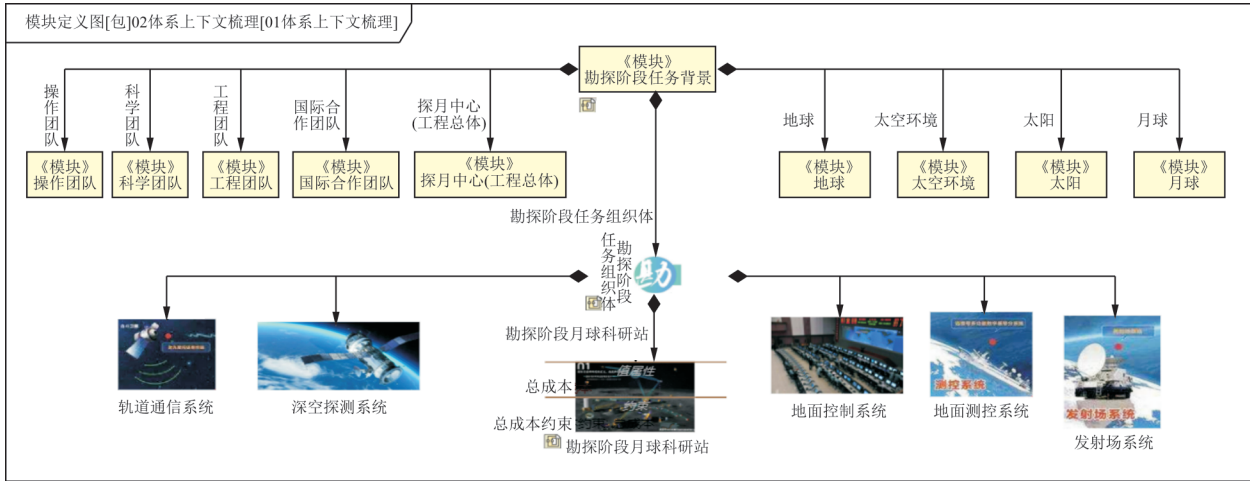 模块定义图[包]02体系上下文梳理[01体系上下文梳理]
《模块》
勘探阶段任务背景
操作团队
科学团队
工程团队
国际合
作团队
探月中心
(工程总体)
地球
太空环境
太阳
月球
《模块》
操作团队
《模块》
科学团队
《模块》
工程团队
《模块》
国际合作团队
《模块》
探月中心(工程总体)
《模块》
地球
《模块》
太空环境
《模块》
太阳
《模块》
月球
勘探阶段任务组织体
勘探阶段
任务组织体
勘探阶段月球科研站
值属性
总成本
约束
总成本约束
勘探阶段月球科研站
轨道通信系统
深空探测系统
地面控制系统
测控系统
地面测控系统
发射场系统
发射场系统